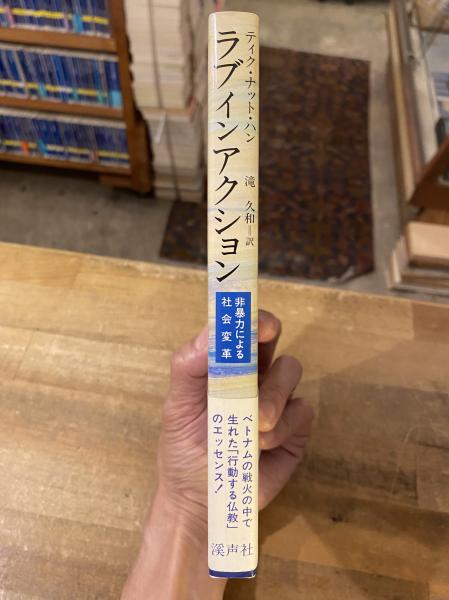 ティク・ナット・ハン
滝 久和＝訳
ラブインアクション
非暴力による
社会変革
ベトナムの戦火の中で
生れた「行動する仏教」
のエッセンス！
渓声社